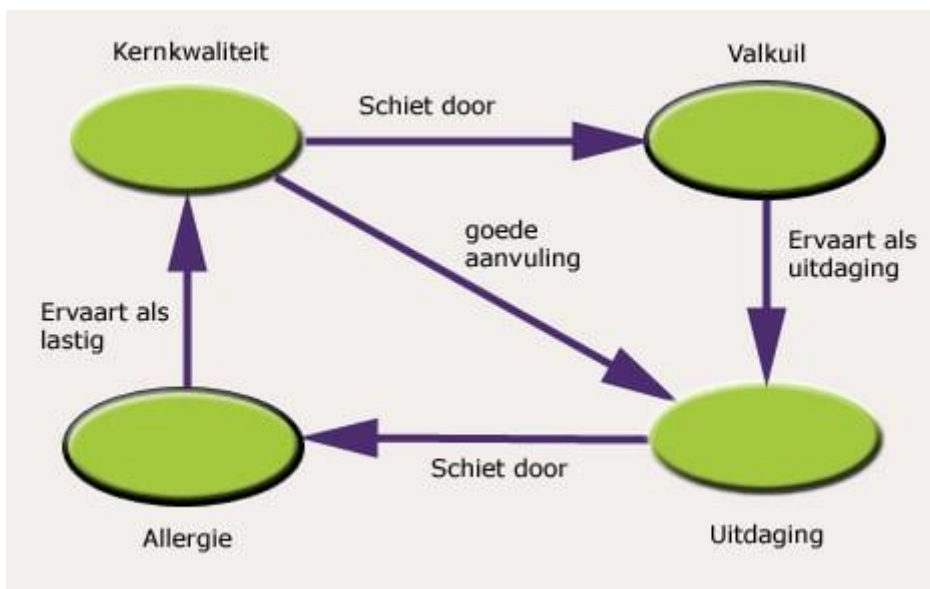 Kernkwaliteit
Valkuil
Schiet door
goede
aanvuling
Ervaart als
uitdaging
Ervaart als
lastig
Schiet door
Allergie
Uitdaging